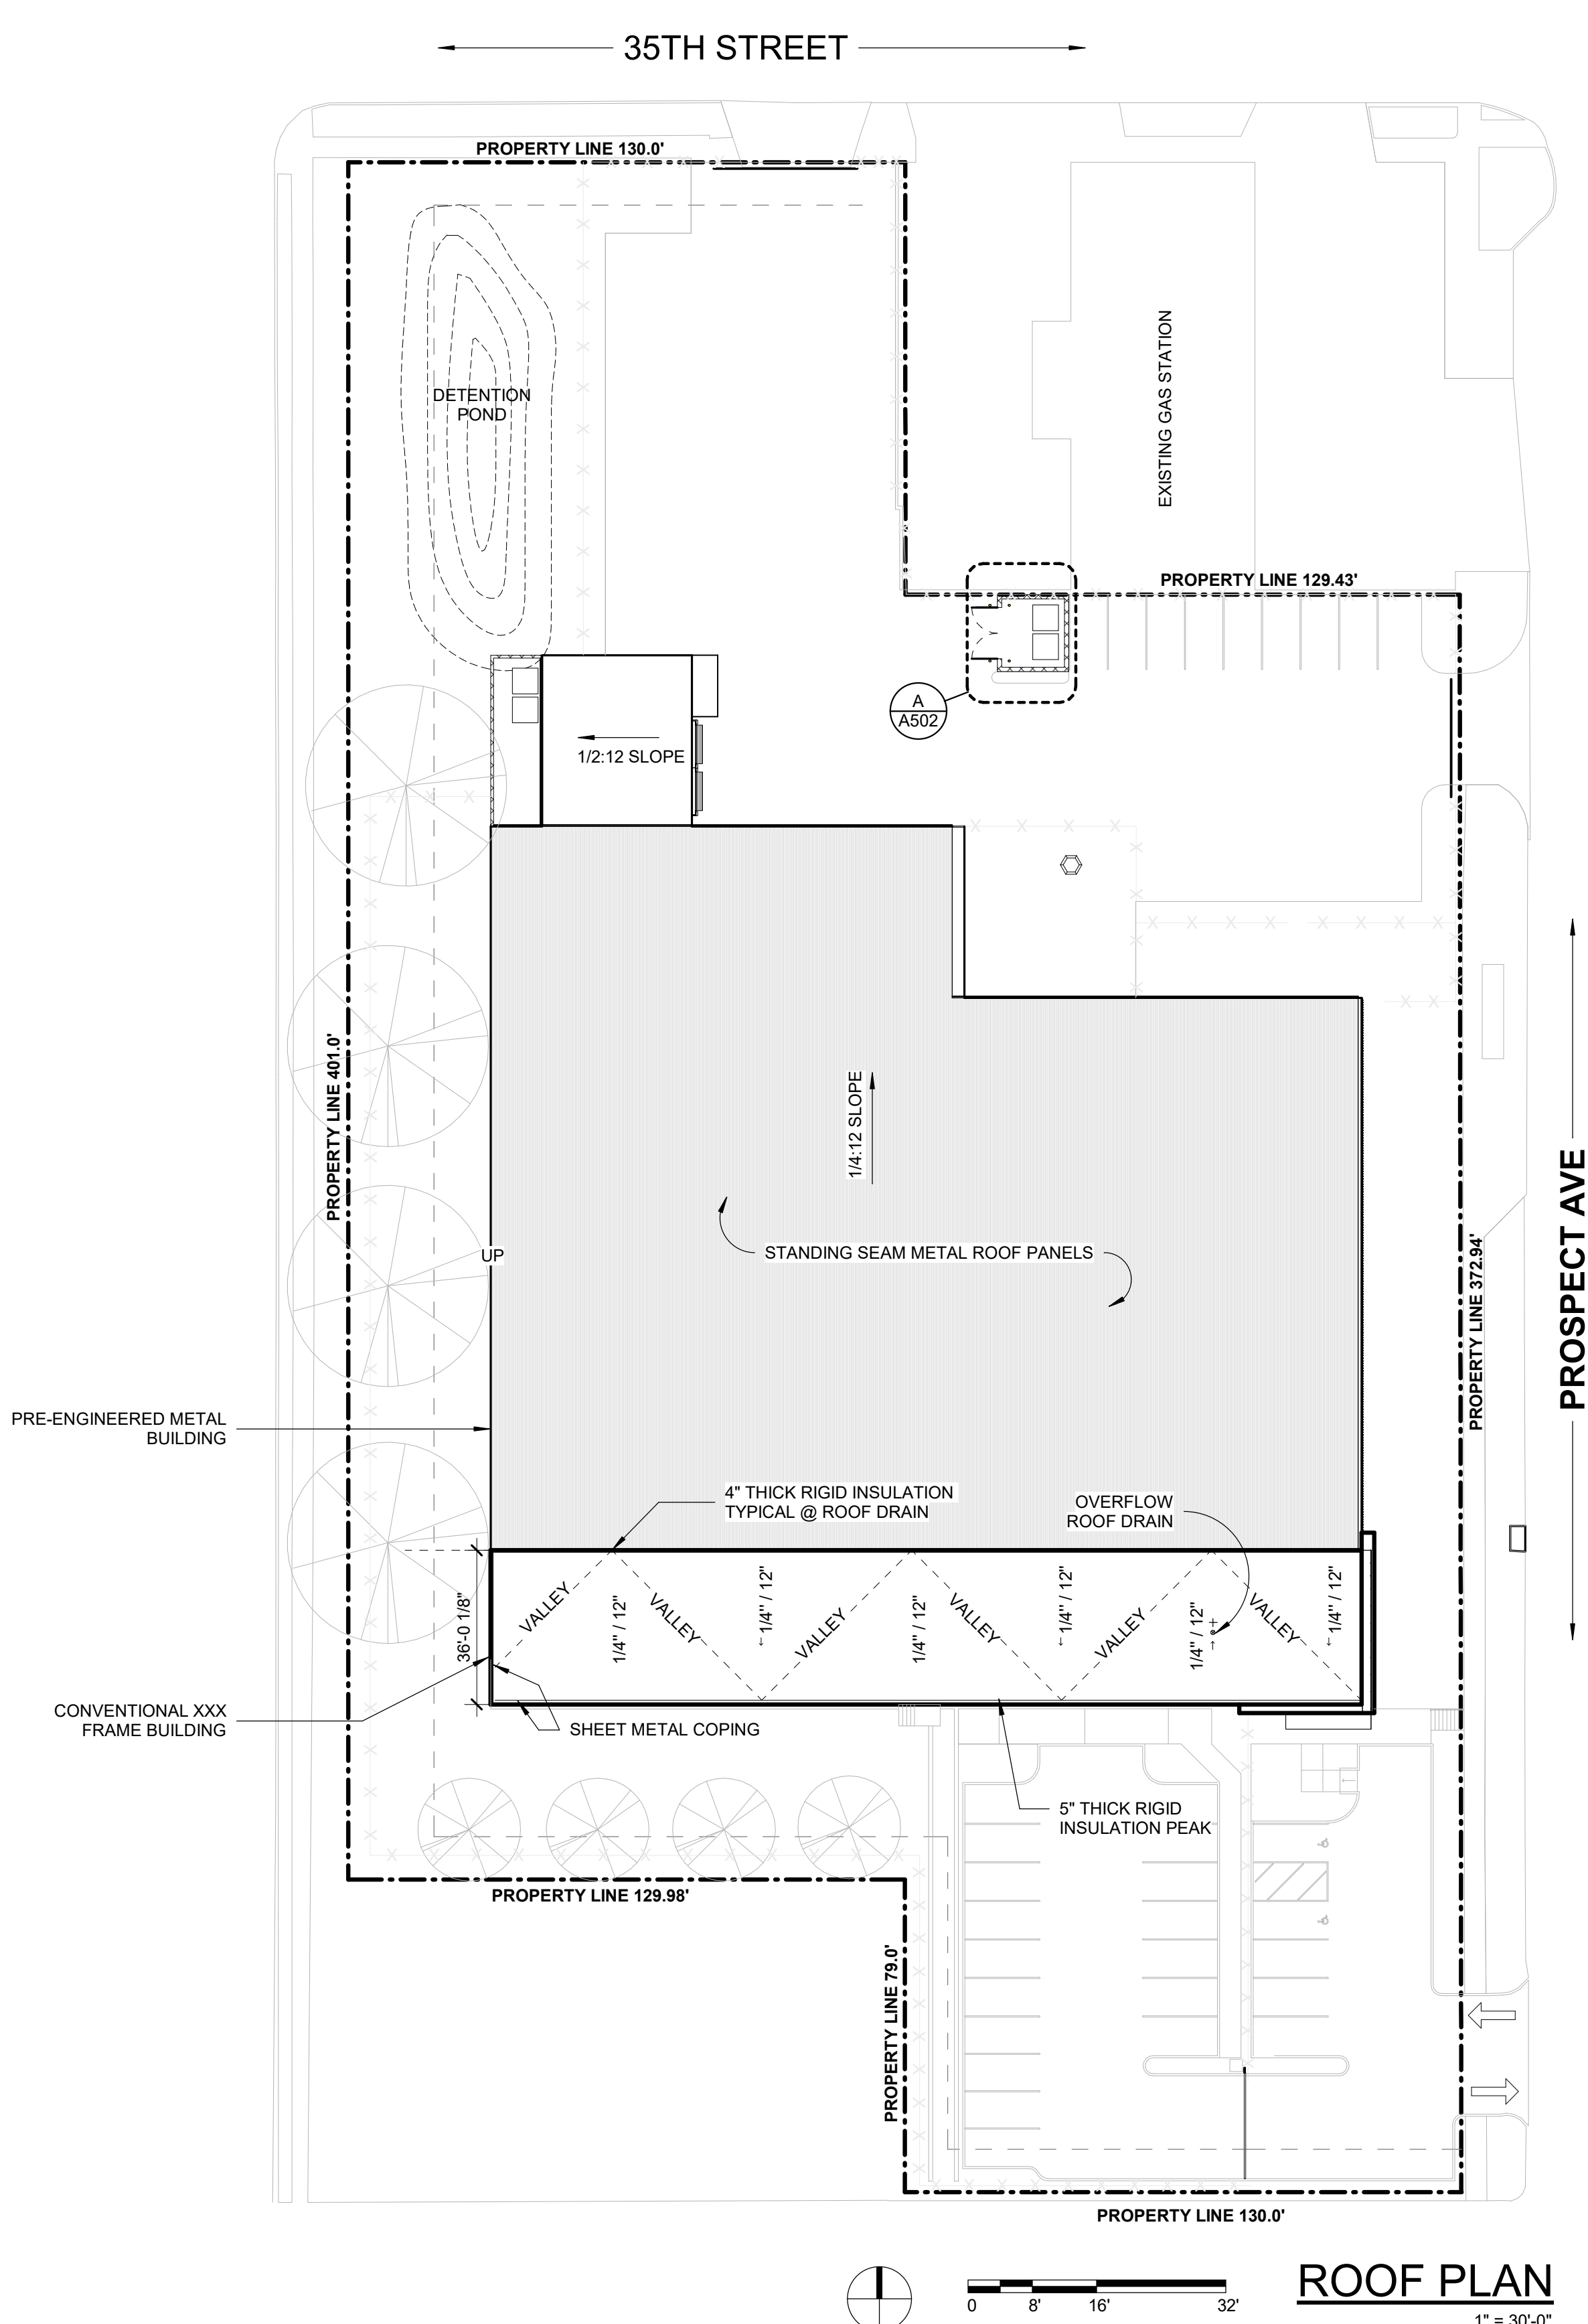 35TH STREET
PROPERTY LINE 130.0'
DETENTION
POND
EXISTING GAS STATION
PROPERTY LINE 129.43'
A
A502
1/2:12 SLOPE
PROPERTY LINE 401.0'
1/4:12 SLOPE
UP
STANDING SEAM METAL ROOF PANELS
PROPERTY LINE 372.94'
PROSPECT AVE
PRE-ENGINEERED METAL
BUILDING
4" THICK RIGID INSULATION
TYPICAL @ ROOF DRAIN
OVERFLOW
ROOF DRAIN
36'-0 1/8"
VALLEY
1/4" / 12"
VALLEY
1/4" / 12"
VALLEY
1/4" / 12"
VALLEY
1/4" / 12"
VALLEY
1/4" / 12"
VALLEY
1/4" / 12"
CONVENTIONAL XXX
FRAME BUILDING
SHEET METAL COPING
5" THICK RIGID
INSULATION PEAK
PROPERTY LINE 129.98'
PROPERTY LINE 79.0'
PROPERTY LINE 130.0'
0 8' 16' 32'
ROOF PLAN
1" = 30'-0"